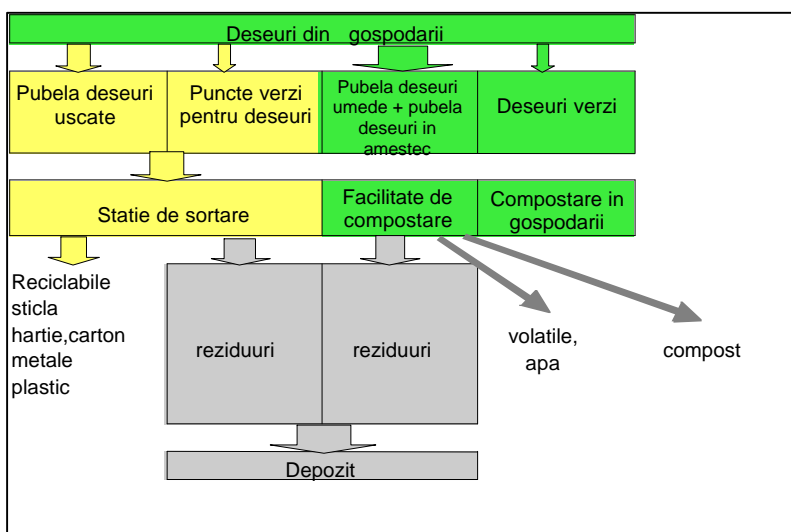 Deseuri din gospodarii
Pubela deseuri
uscate
Puncte verzi
pentru deseuri
Pubela deseuri
umede + pubela
deseuri in
amestec
Deseuri verzi
Statie de sortare
Facilitate de
compostare
Compostare in
gospodarii
Reciclabile
sticla
hartie,carton
metale
plastic
reziduuri
reziduuri
volatile,
apa
compost
Depozit